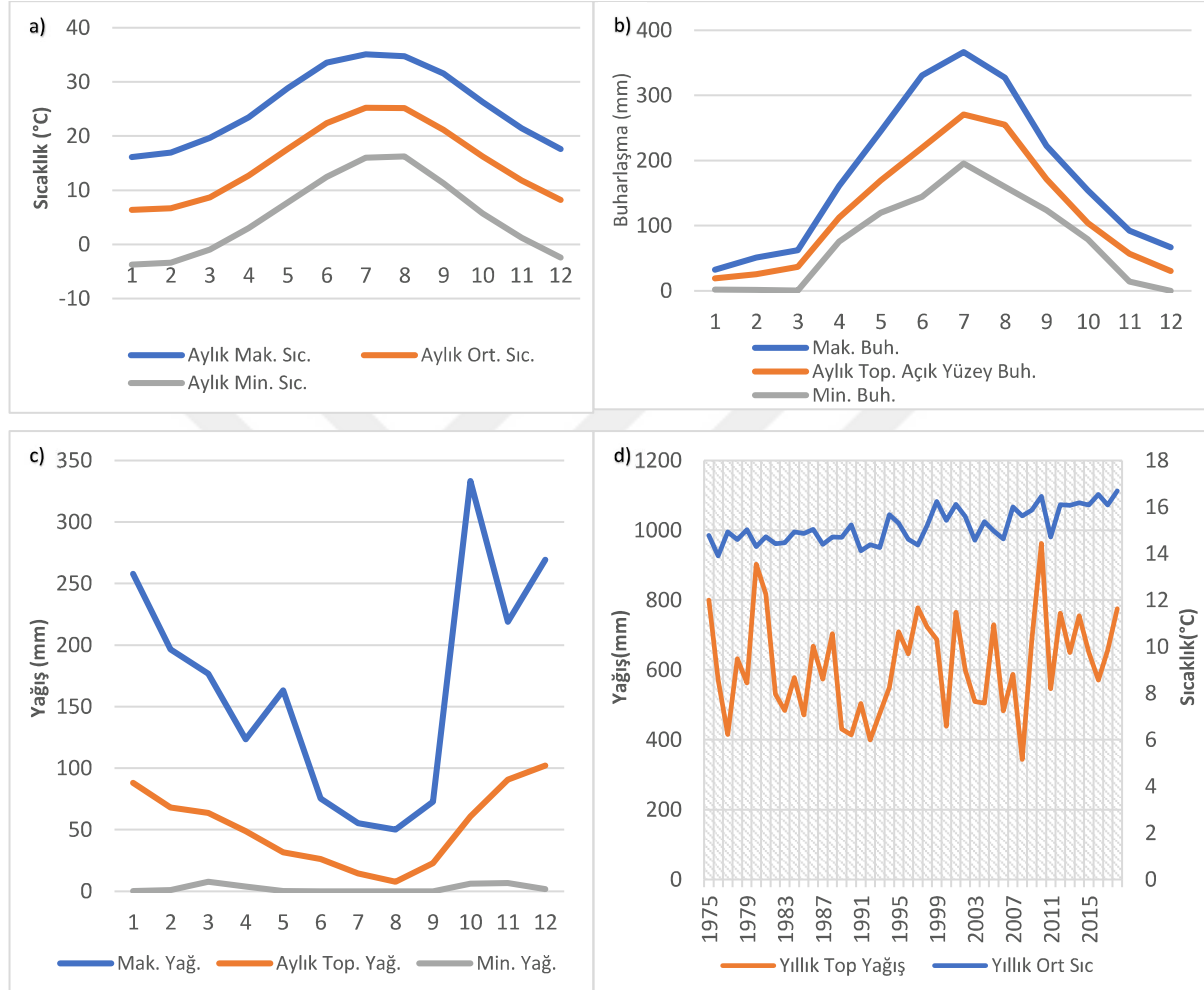 a)
Sıcaklık (°C)
40
30
20
10
0
-10
1 2 3 4 5 6 7 8 9 10 11 12
Aylık Mak. Sıc. Aylık Ort. Sıc.
Aylık Min. Sıc.
b)
Buharlaşma (mm)
400
300
200
100
0
1 2 3 4 5 6 7 8 9 10 11 12
Mak. Buh.
Aylık Top. Açık Yüzey Buh.
Min. Buh.
c)
Yağış (mm)
350
300
250
200
150
100
50
0
1 2 3 4 5 6 7 8 9 10 11 12
Mak. Yağ. Aylık Top. Yağ. Min. Yağ.
d)
Yağış(mm)
1200
1000
800
600
400
200
0
18
16
14
12
10
8
6
4
2
0
Sıcaklık(°C)
1975 1979 1983 1987 1991 1995 1999 2003 2007 2011 2015
Yıllık Top Yağış Yıllık Ort Sıc